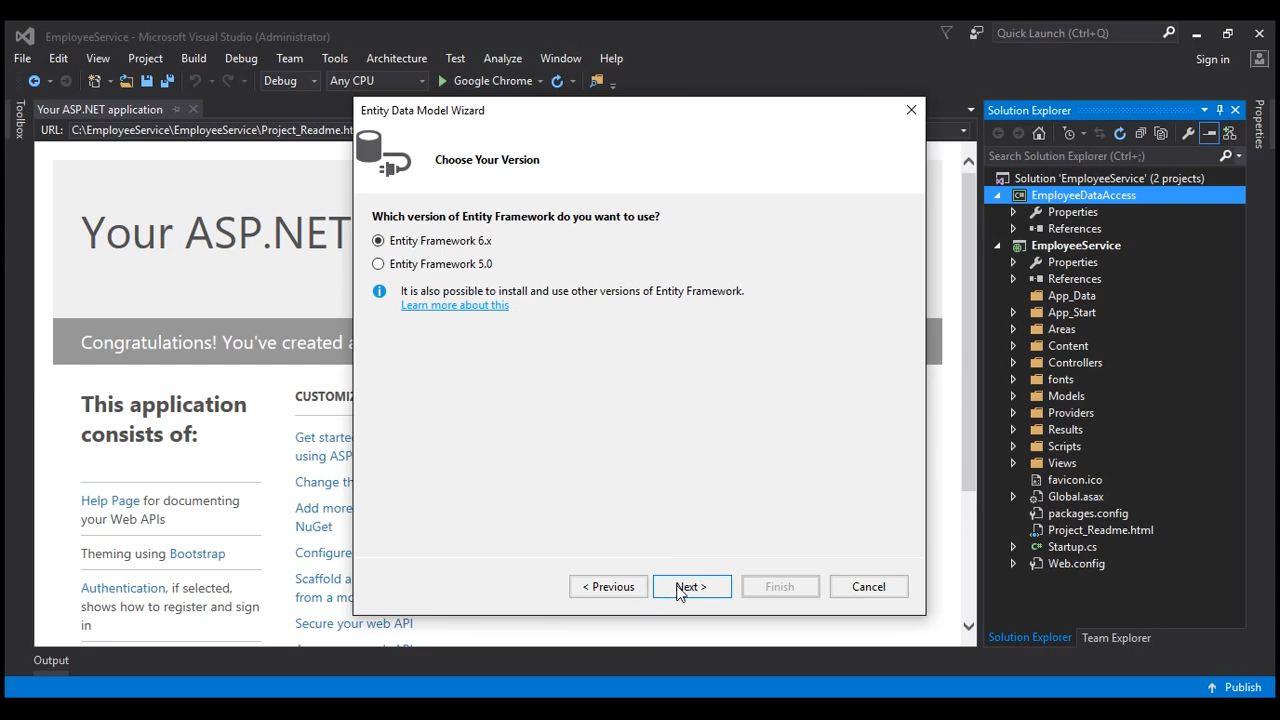 EmployeeService - Microsoft Visual Studio (Administrator)
Quick Launch (Ctrl+Q)
File Edit View Project Build Debug Team Tools Architecture Test Analyze Window Help
Sign in
Debug Any CPU Google Chrome
Toolbox
Your ASP.NET application
URL: C:\EmployeeService\EmployeeService\Project_Readme.ht
Your ASP.NET
Congratulations! You've created a
This application
consists of:
Help Page for documenting
your Web APIs
Theming using Bootstrap
Authentication, if selected,
shows how to register and sign
in
CUSTOMIZ
Get starte
using ASP
Change th
Add more
NuGet
Configure
Scaffold a
from a mo
Secure your web API
Entity Data Model Wizard
Choose Your Version
Which version of Entity Framework do you want to use?
Entity Framework 6.x
Entity Framework 5.0
It is also possible to install and use other versions of Entity Framework.
Learn more about this
< Previous
Next >
Finish
Cancel
Solution Explorer
Search Solution Explorer (Ctrl+;)
Solution 'EmployeeService' (2 projects)
EmployeeDataAccess
Properties
References
EmployeeService
Properties
References
App_Data
App_Start
Areas
Content
Controllers
fonts
Models
Providers
Results
Scripts
Views
favicon.ico
Global.asax
packages.config
Project_Readme.html
Startup.cs
Web.config
Solution Explorer Team Explorer
Properties
Output
Publish